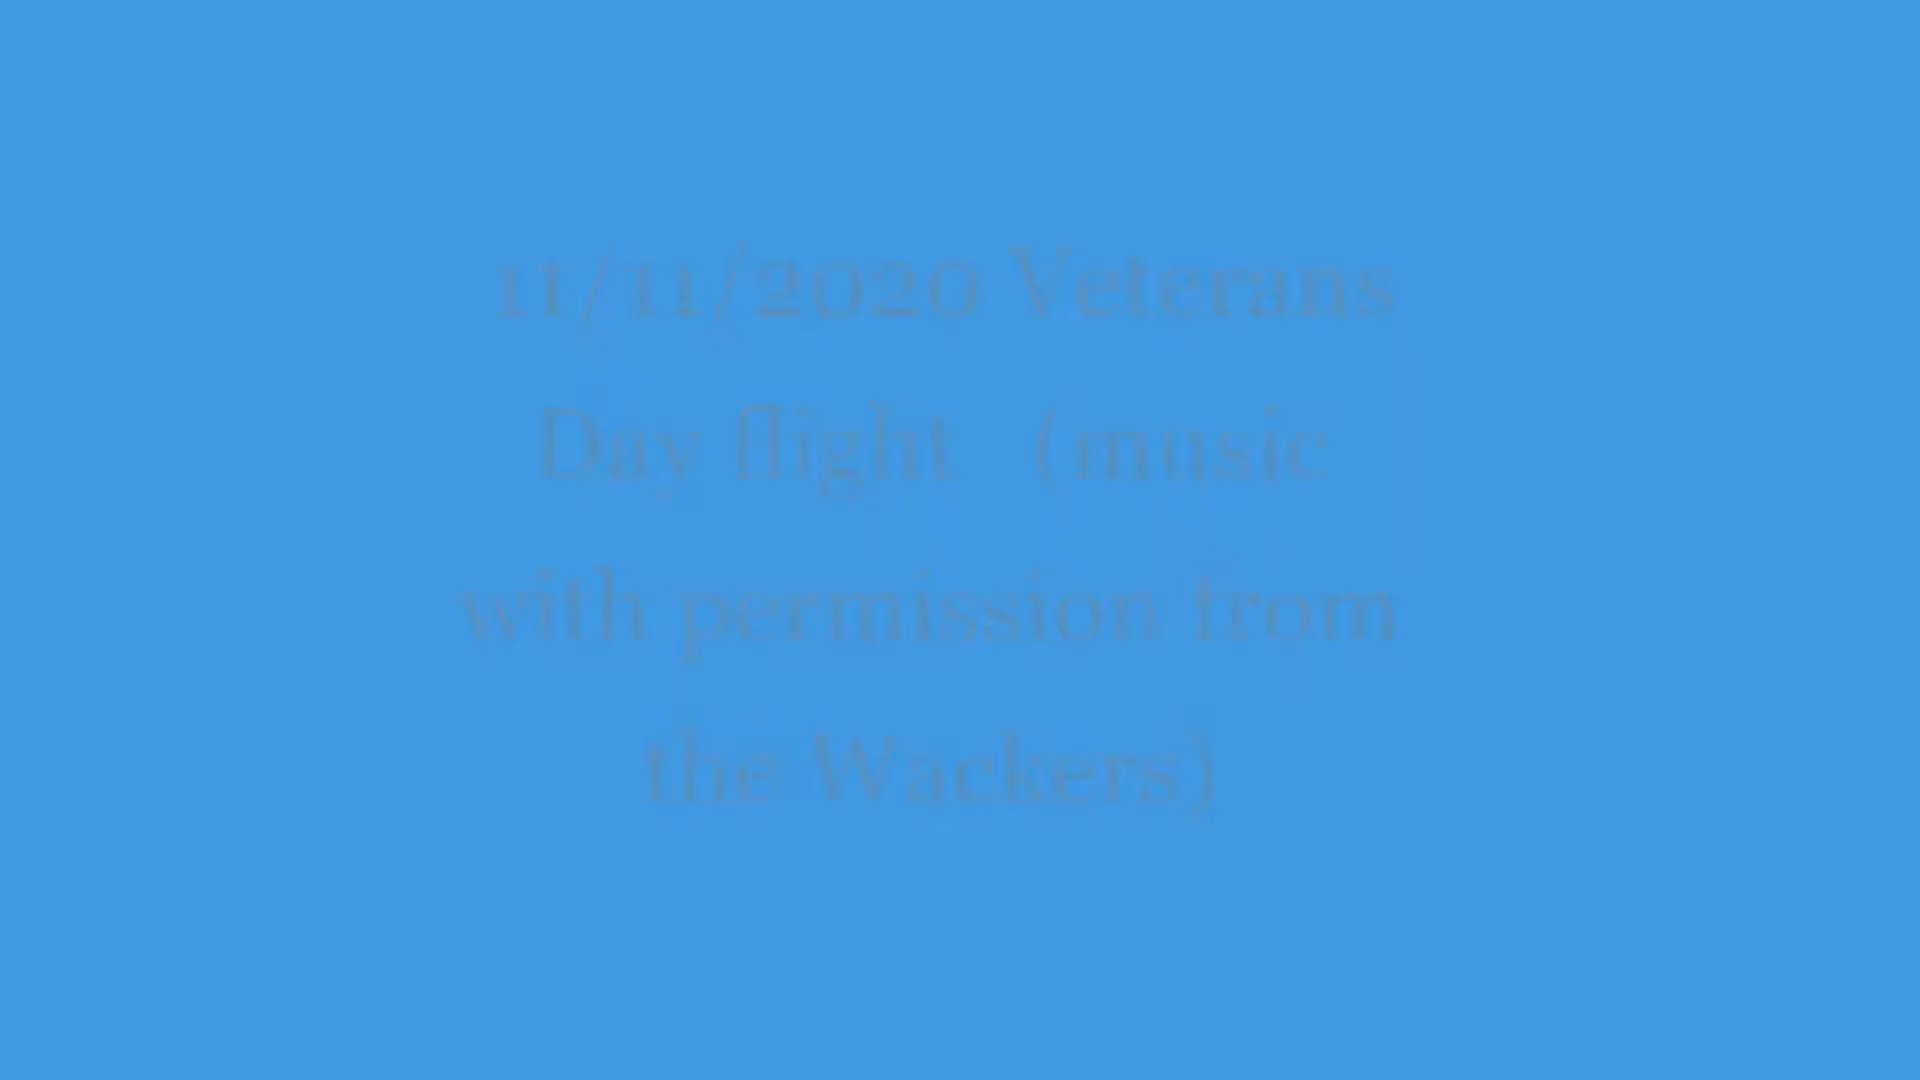 11/11/2020 Veterans
Day flight (music
with permission from
the Wackers)